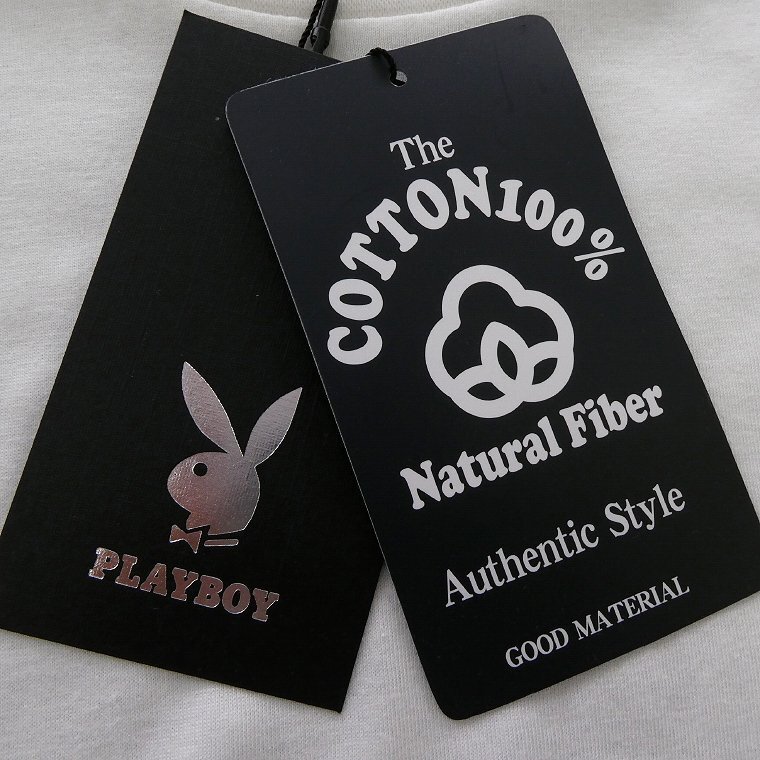 PLAYBOY
The
COTTON100%
Natural Fiber
Authentic Style
GOOD MATERIAL